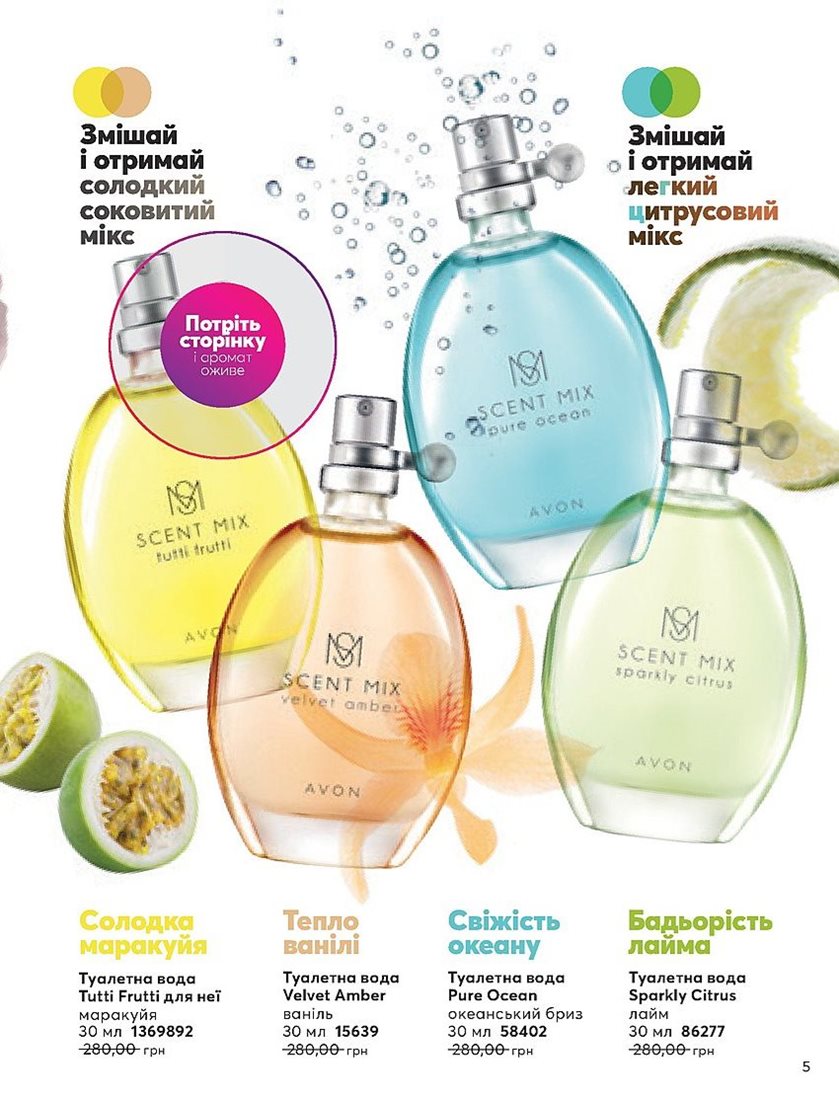 Змішай
і отримай
солодкий
соковитий
мікс
Змішай
і отримай
легкий
цитрусовий
мікс
Потріть
сторінку
і аромат
оживе
SCENT MIX
pure ocean
AVON
SCENT MIX
tutti frutti
AVON
SCENT MIX
velvet amber
AVON
SCENT MIX
sparkly citrus
AVON
Солодка
маракуйя
Туалетна вода
Tutti Frutti для неї
маракуйя
30 мл 1369892
280,00 грн
Тепло
ванілі
Туалетна вода
Velvet Amber
ваніль
30 мл 15639
280,00 грн
Свіжість
океану
Туалетна вода
Pure Ocean
океанський бриз
30 мл 58402
280,00 грн
Бадьорість
лайма
Туалетна вода
Sparkly Citrus
лайм
30 мл 86277
280,00 грн
5